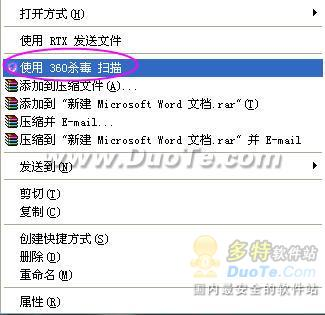 打开方式(H)
使用 RTX 发送文件
使用 360杀毒 扫描
添加到压缩文件(A)...
添加到 "新建 Microsoft Word 文档.rar"(T)
压缩并 E-mail...
压缩到 "新建 Microsoft Word 文档.rar" 并 E-mail
www.DuoTe.com
发送到(N)
剪切(T)
复制(C)
创建快捷方式(S)
删除(D)
重命名(M)
多特软件站
DuoTe.com
国内最安全的软件站
属性(R)